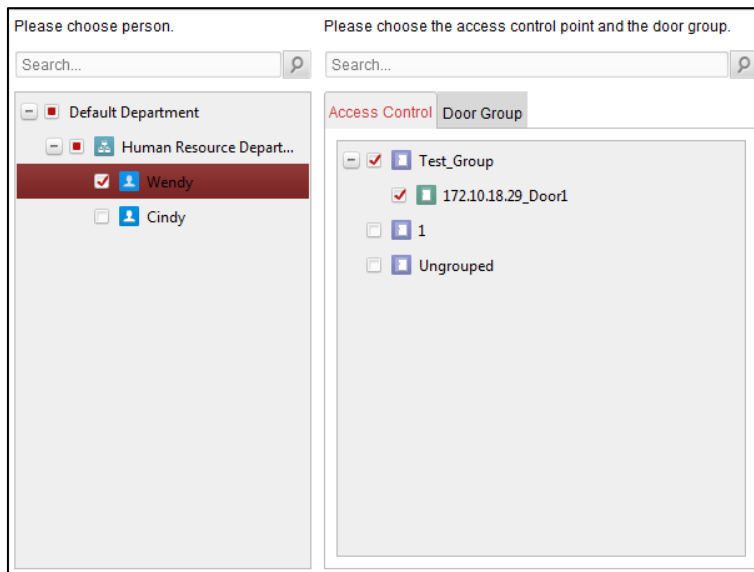 Please choose person.
Search...
Default Department
Human Resource Depart...
Wendy
Cindy
Please choose the access control point and the door group.
Search...
Access Control
Door Group
Test_Group
172.10.18.29_Door1
1
Ungrouped